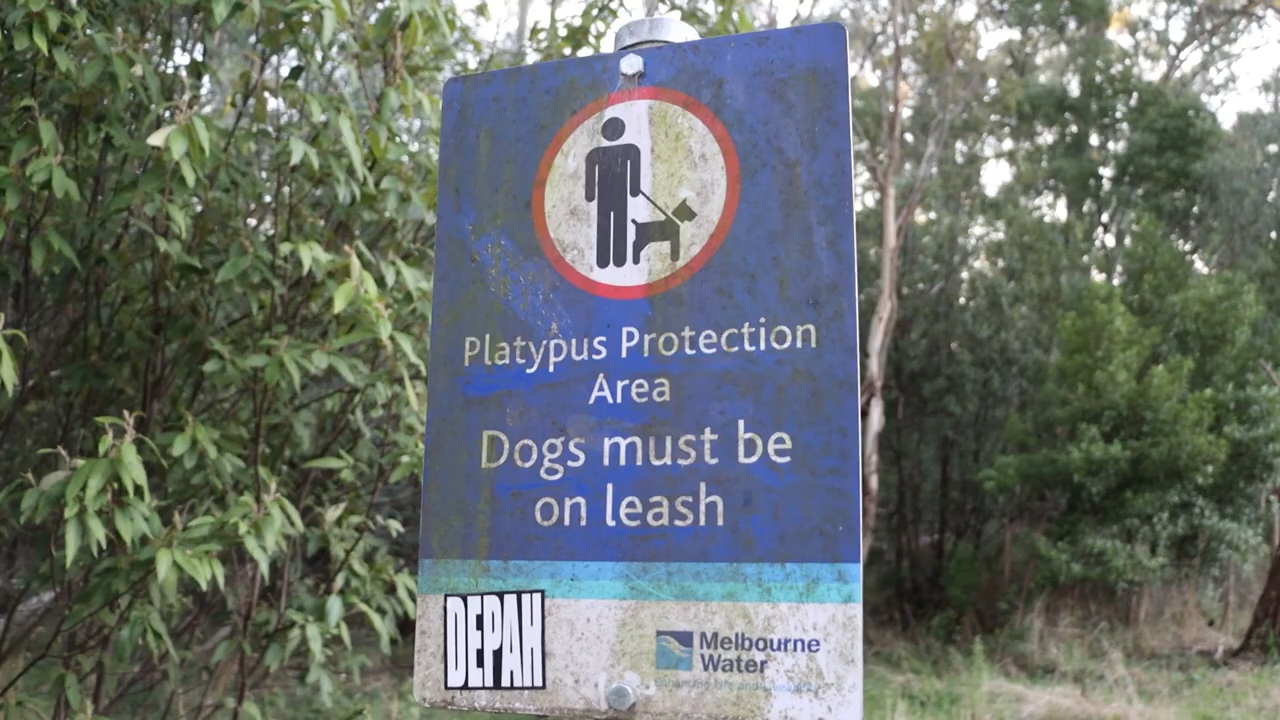 Platypus Protection
Area
Dogs must be
on leash
DEPAH
Melbourne
Water